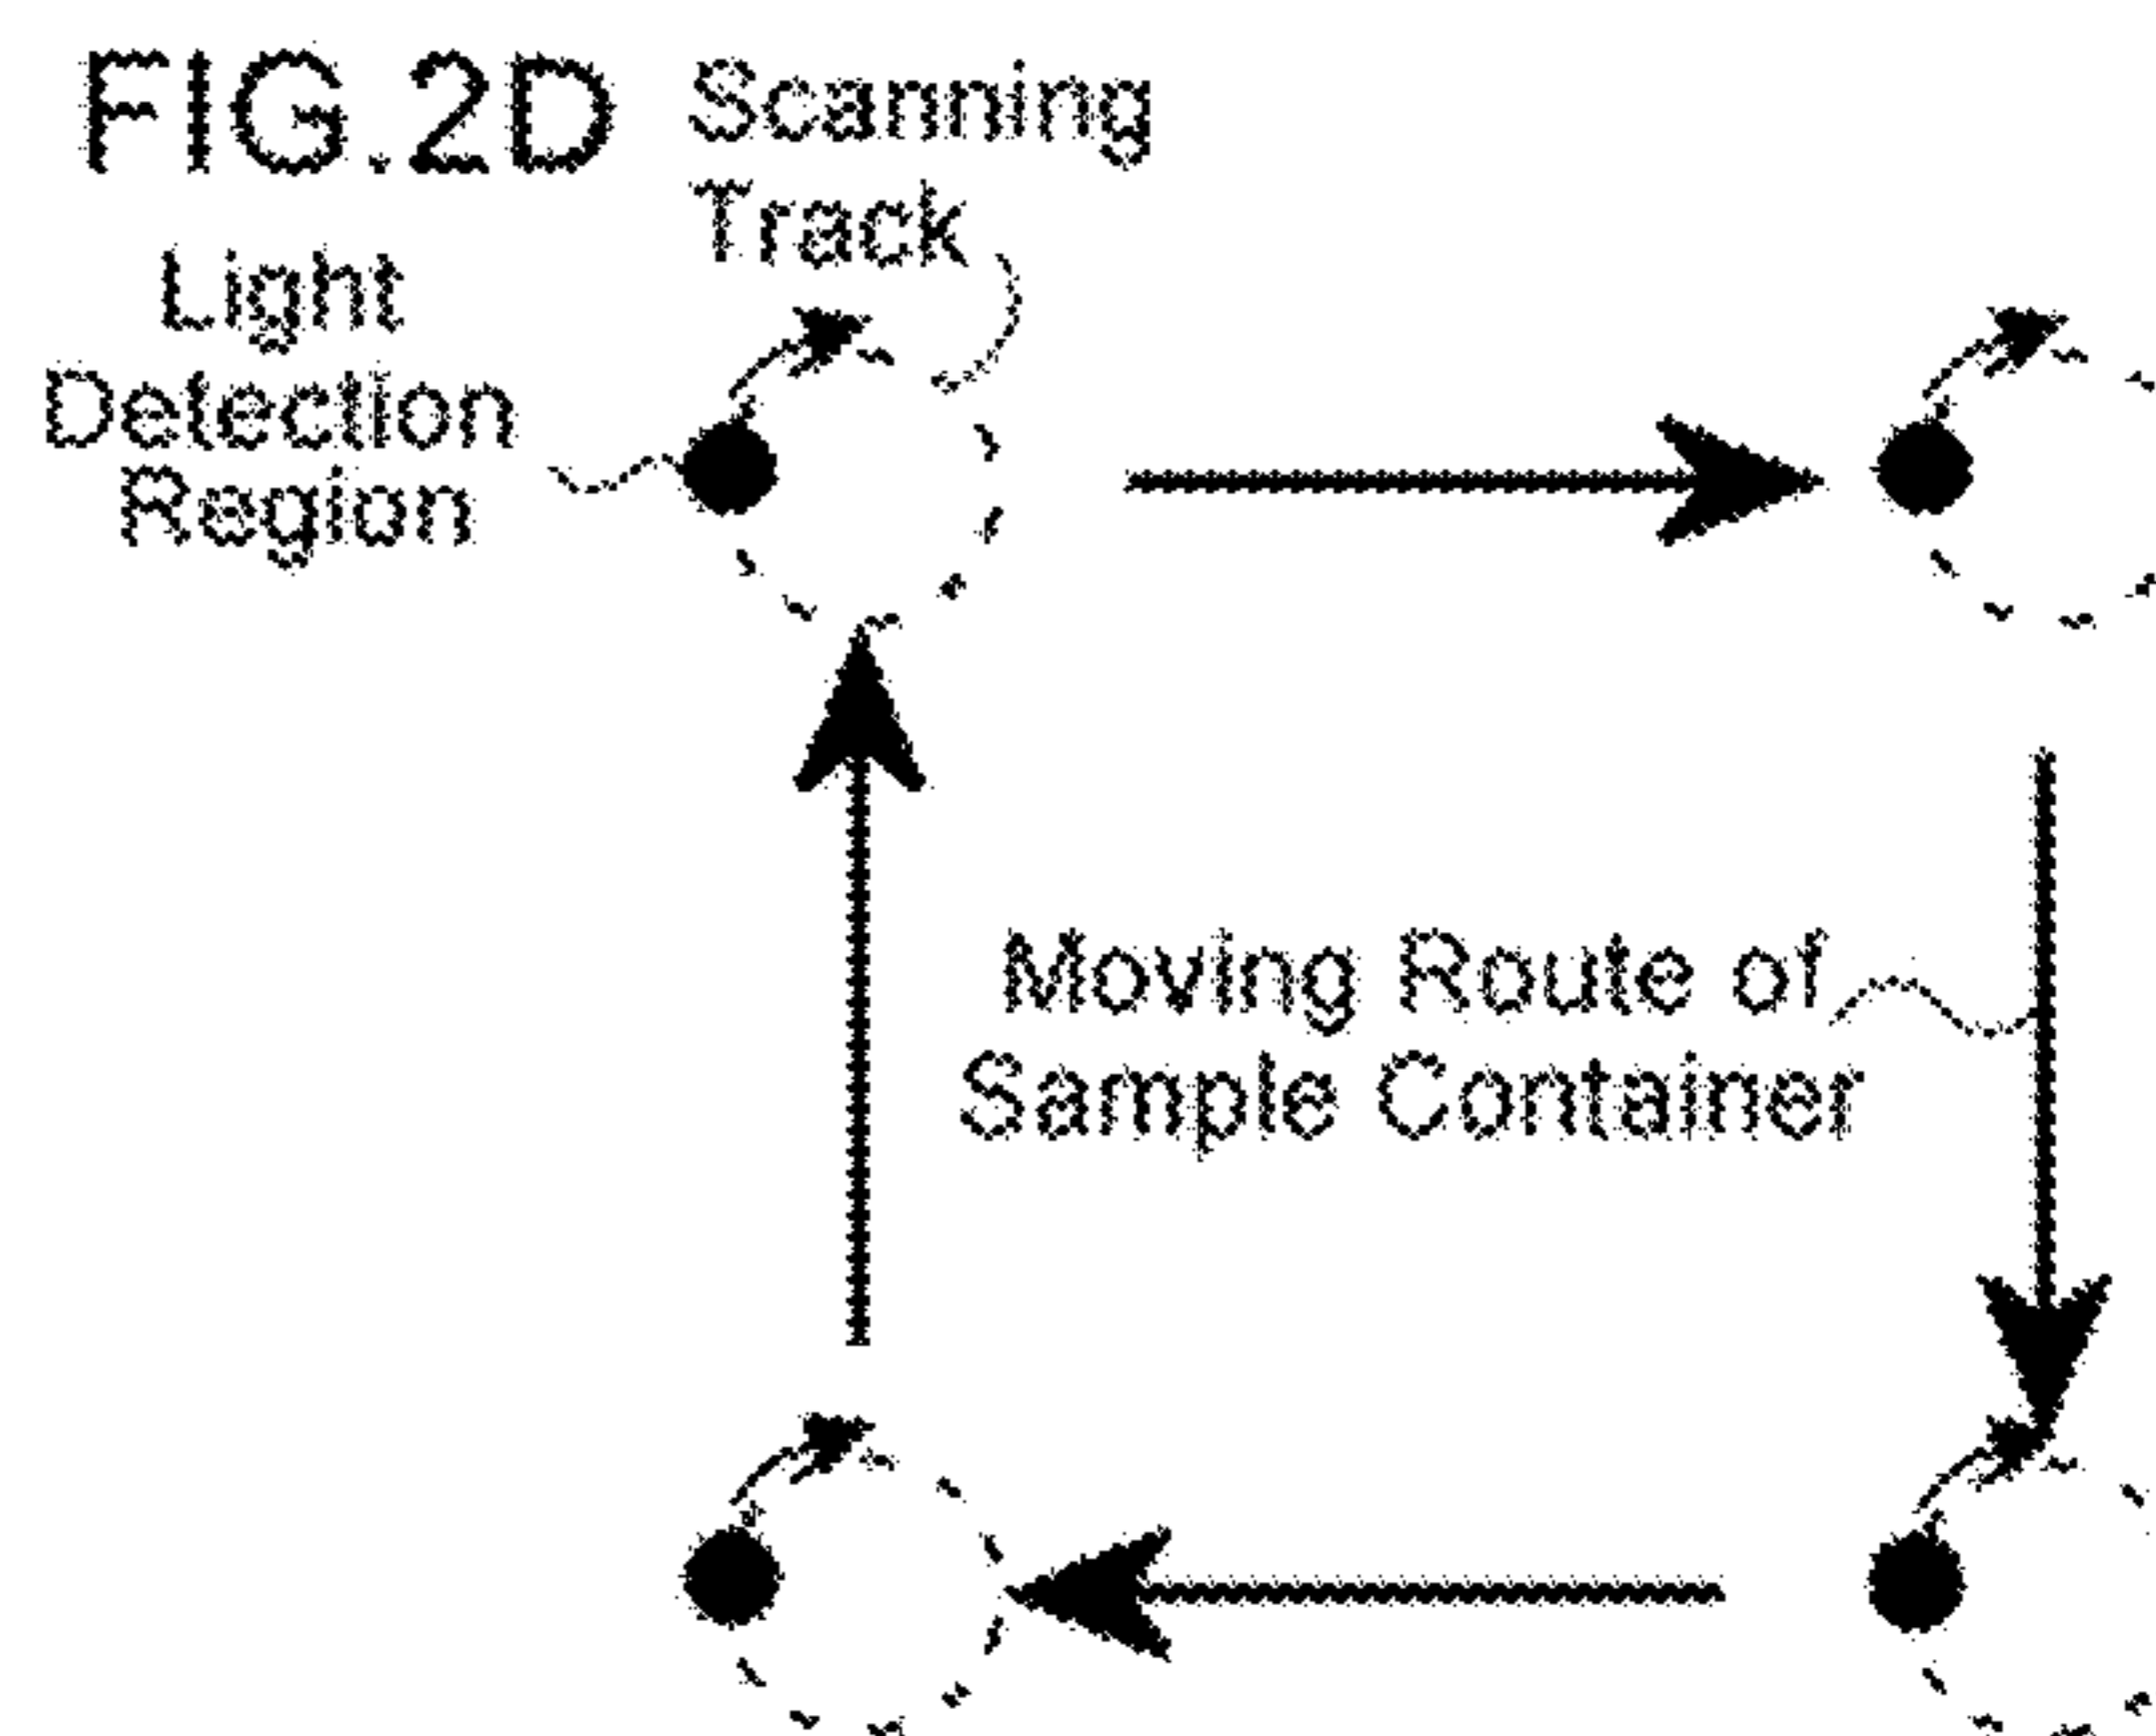 FIG.2D
Scanning
Track
Light
Detection
Region
Moving Route of
Sample Container